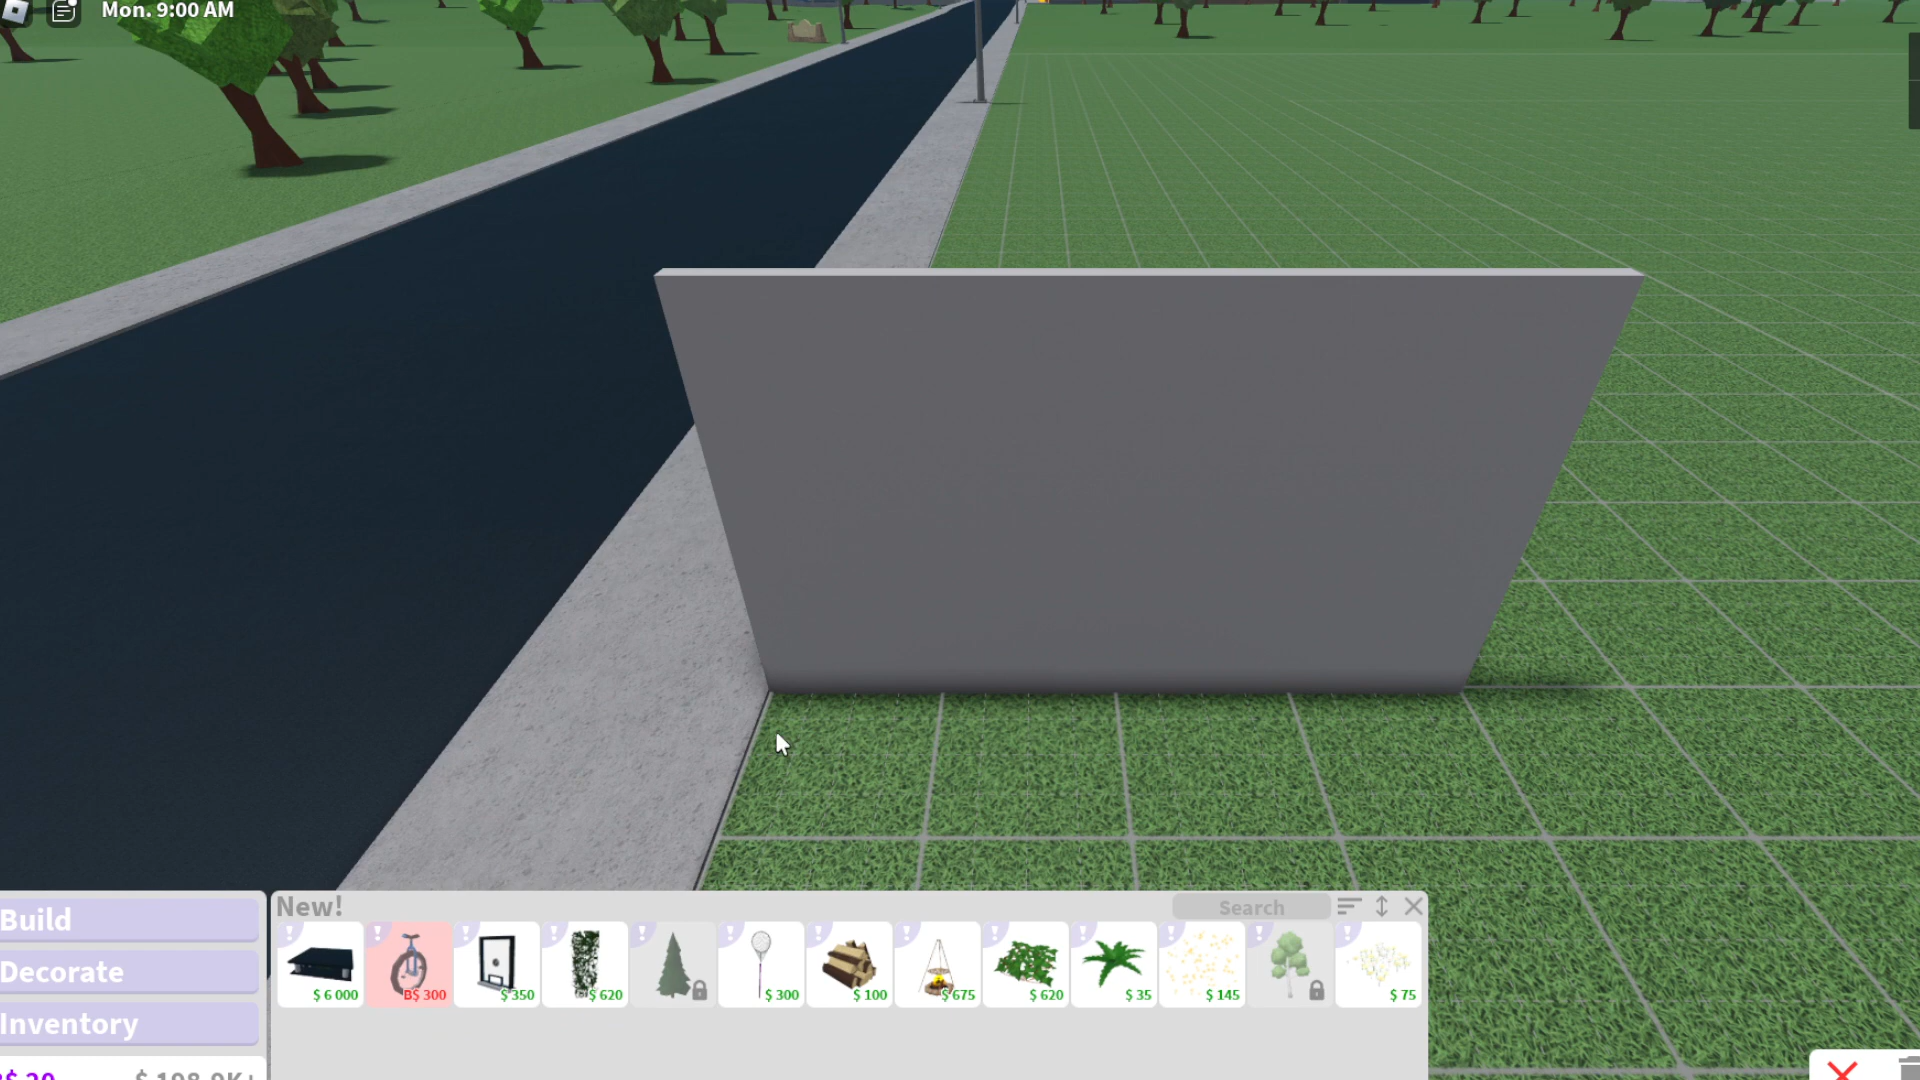 Mon. 9:00 AM
Build
Decorate
Inventory
New!
Search
$ 6 000
B$ 300
$ 350
$ 620
$ 300
$ 100
$ 675
$ 620
$ 35
$ 145
$ 75